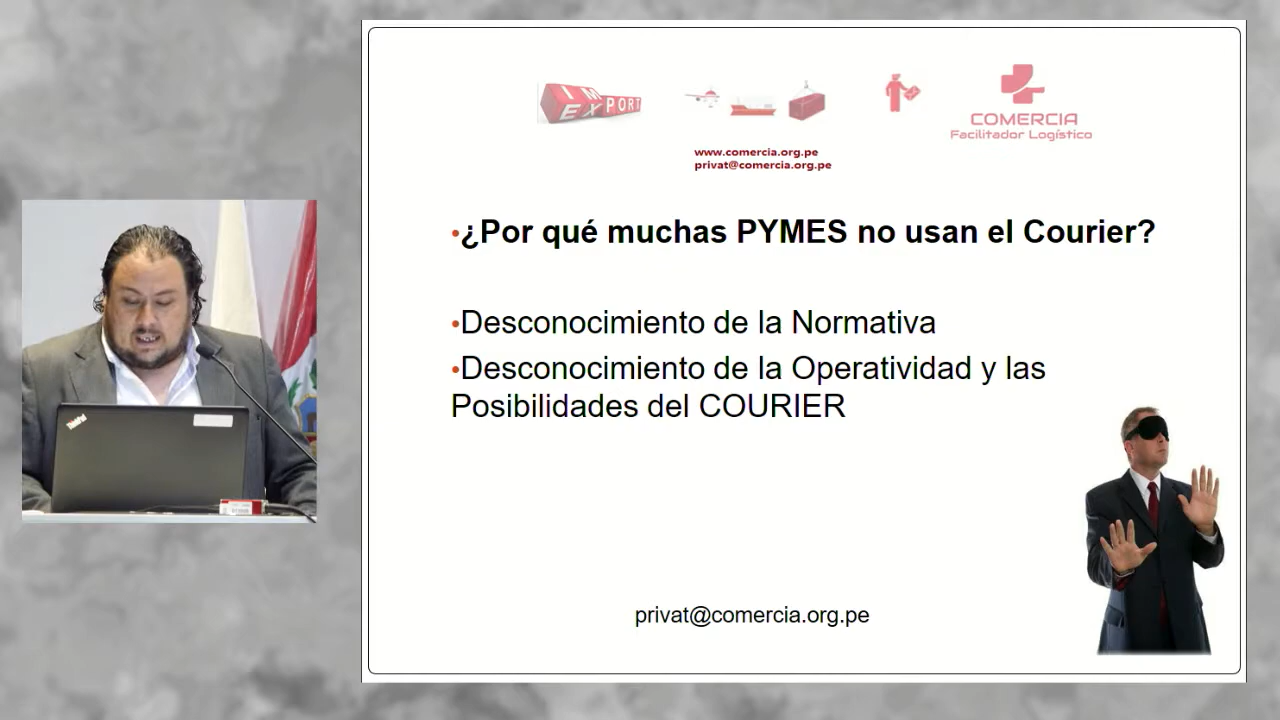 IM
EXPORT
COMERCIA
Facilitador Logístico
www.comercia.org.pe
privat@comercia.org.pe
•¿Por qué muchas PYMES no usan el Courier?
•Desconocimiento de la Normativa
•Desconocimiento de la Operatividad y las
Posibilidades del COURIER
privat@comercia.org.pe
ThinkPad